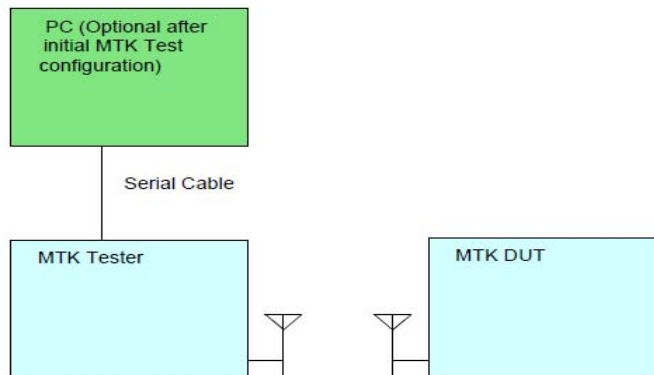 PC (Optional after
initial MTK Test
configuration)
Serial Cable
MTK Tester
MTK DUT